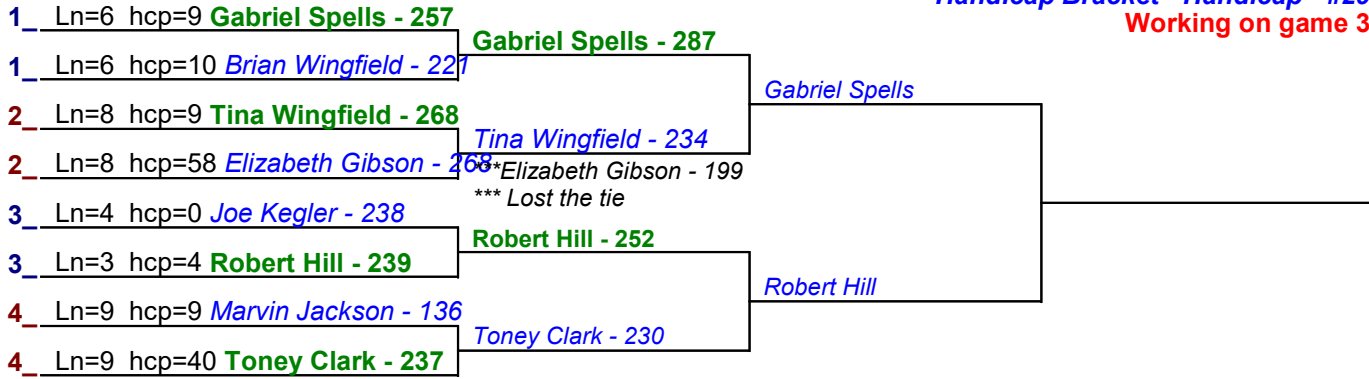 Handicap Bracket - Handicap - #29
Working on game 3
1_ Ln=6 hcp=9 Gabriel Spells - 257
1_ Ln=6 hcp=10 Brian Wingfield - 221
2_ Ln=8 hcp=9 Tina Wingfield - 268
2_ Ln=8 hcp=58 Elizabeth Gibson - 268
3_ Ln=4 hcp=0 Joe Kegler - 238
3_ Ln=3 hcp=4 Robert Hill - 239
4_ Ln=9 hcp=9 Marvin Jackson - 136
4_ Ln=9 hcp=40 Toney Clark - 237
Gabriel Spells - 287
Tina Wingfield - 234
***Elizabeth Gibson - 199
*** Lost the tie
Robert Hill - 252
Toney Clark - 230
Gabriel Spells
Robert Hill